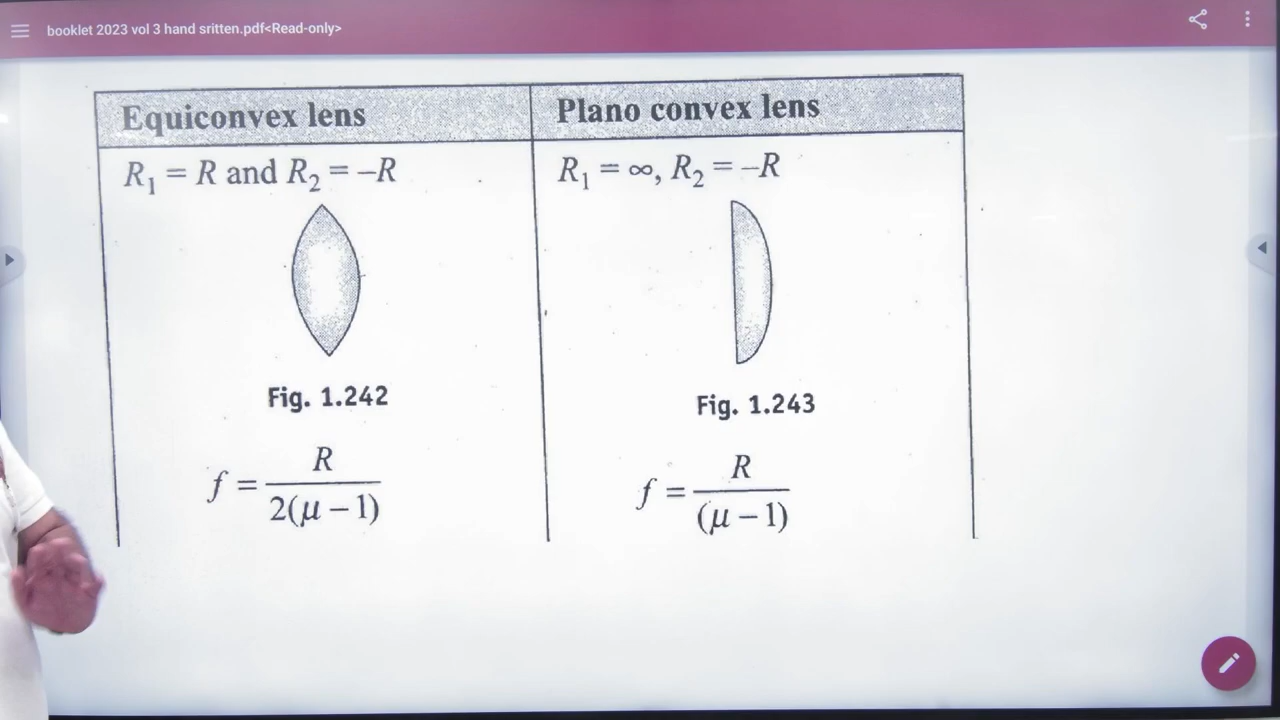 booklet 2023 vol 3 hand sritten.pdf<Read-only>
Equiconvex lens
R₁ = R and R₂ = –R
Fig. 1.242
f = R / 2(μ – 1)
Plano convex lens
R₁ = ∞, R₂ = –R
Fig. 1.243
f = R / (μ – 1)